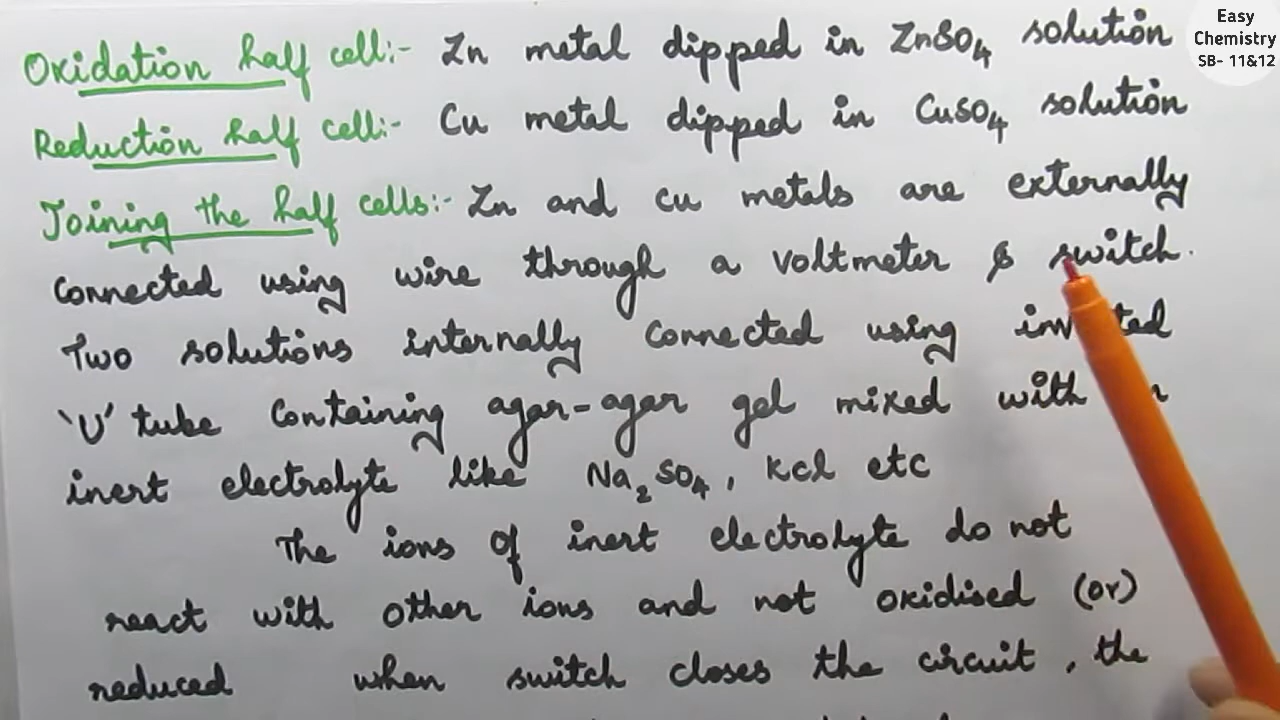 Easy
Chemistry
SB- 11&12
Oxidation half cell:- Zn metal dipped in ZnSO4 solution
Reduction half cell:- Cu metal dipped in CuSO4 solution
Joining the half cells:- Zn and Cu metals are externally
connected using wire through a voltmeter & switch.
Two solutions internally connected using
'U' tube containing agar-agar gel mixed with
inert electrolyte like Na2SO4, KCl etc
The ions of inert electrolyte do not
react with other ions and not oxidised (or)
reduced when switch closes the circuit, the